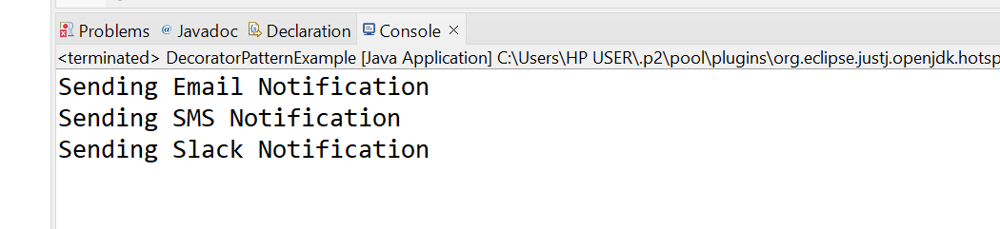 Problems @ Javadoc Declaration Console ×
<terminated> DecoratorPatternExample [Java Application] C:\Users\HP USER\.p2\pool\plugins\org.eclipse.justj.openjdk.hotsp
Sending Email Notification
Sending SMS Notification
Sending Slack Notification